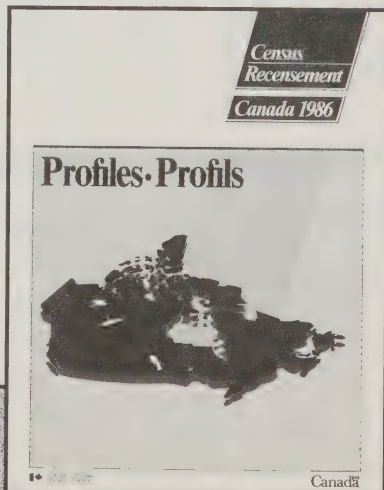 Census
Recensement
Canada 1986
Profiles • Profils
Canada